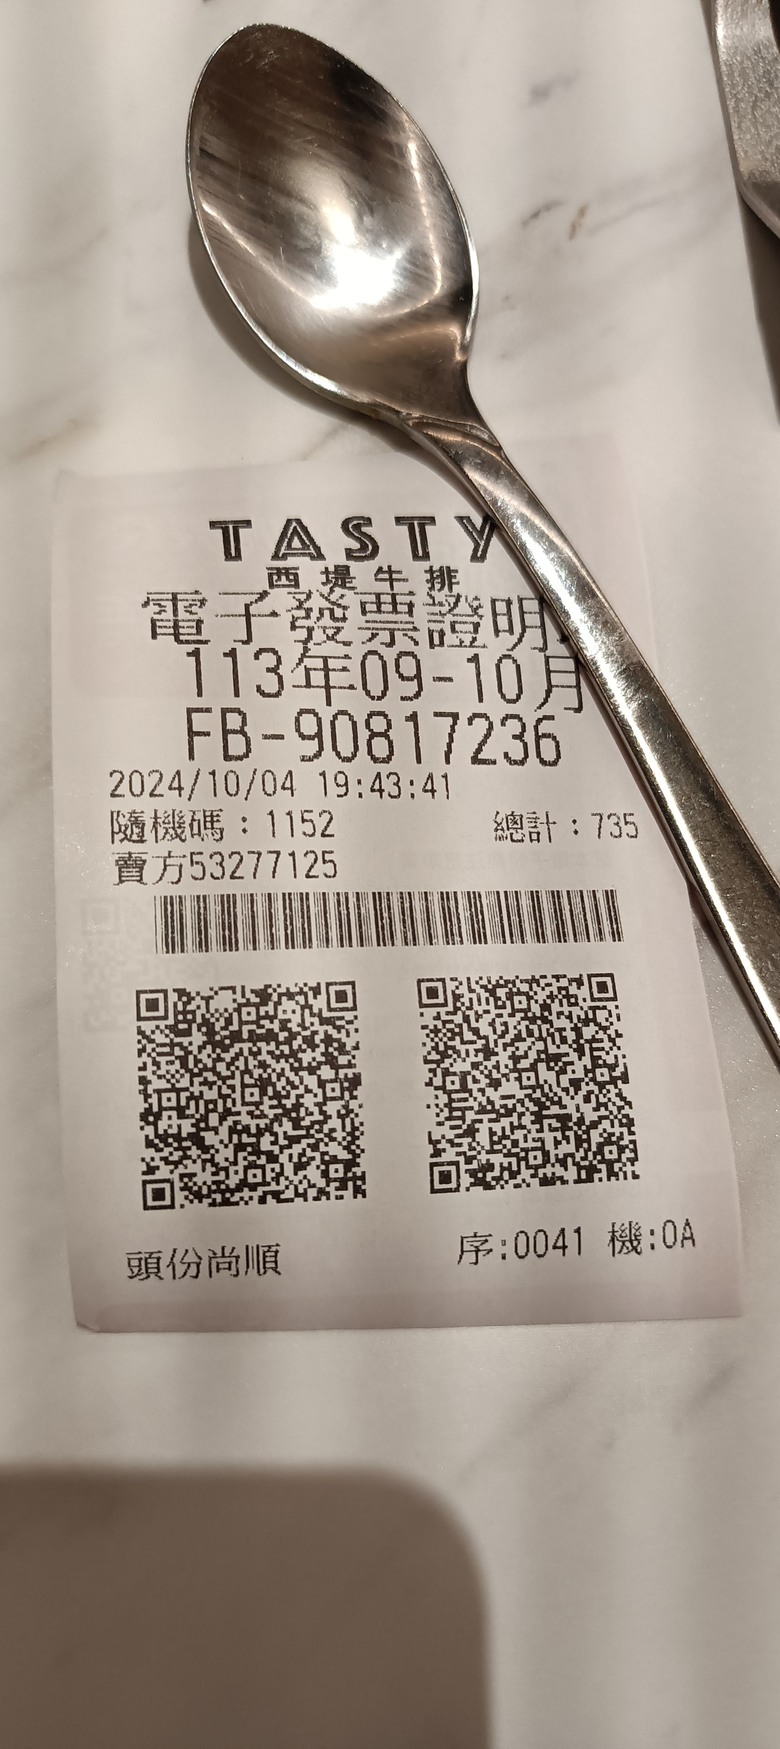 TASTY
西堤牛排
電子發票證明
113年09-10月
FB-90817236
2024/10/04 19:43:41
隨機碼：1152 總計：735
賣方53277125
頭份尚順 序:0041 機:0A